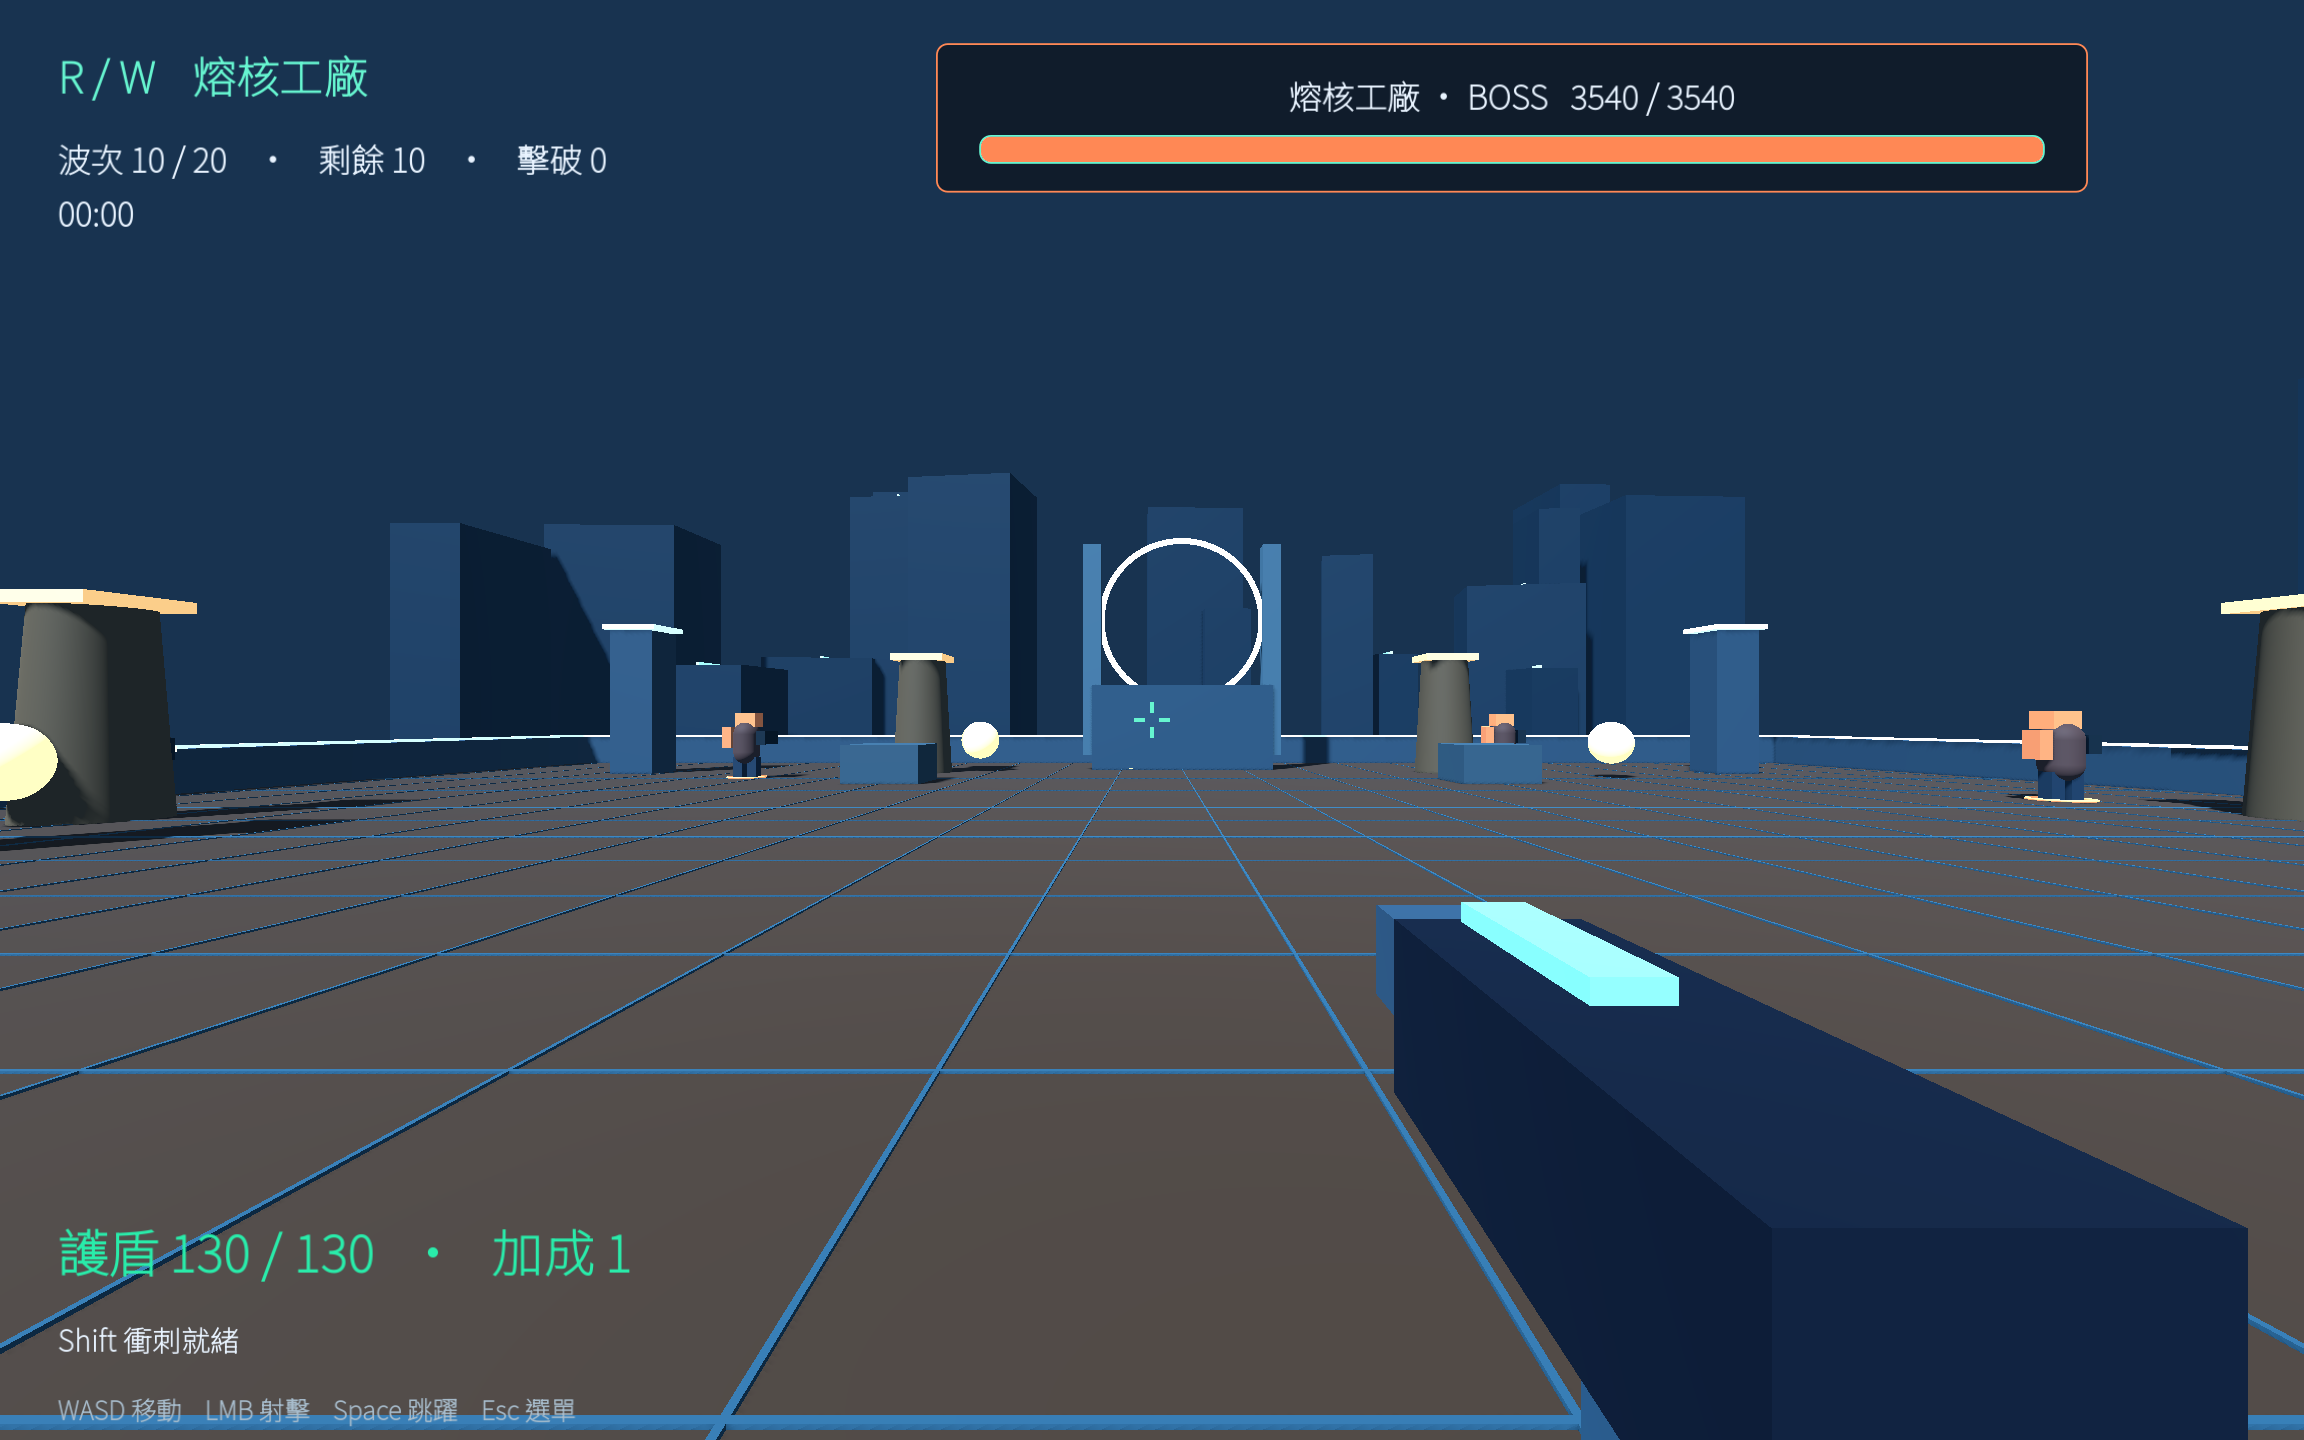 R/W 熔核工廠
波次 10 / 20 · 剩餘 10 · 擊破 0
00:00
熔核工廠 · BOSS 3540 / 3540
護盾 130 / 130 · 加成 1
Shift 衝刺就緒
WASD 移動 LMB 射擊 Space 跳躍 Esc 選單